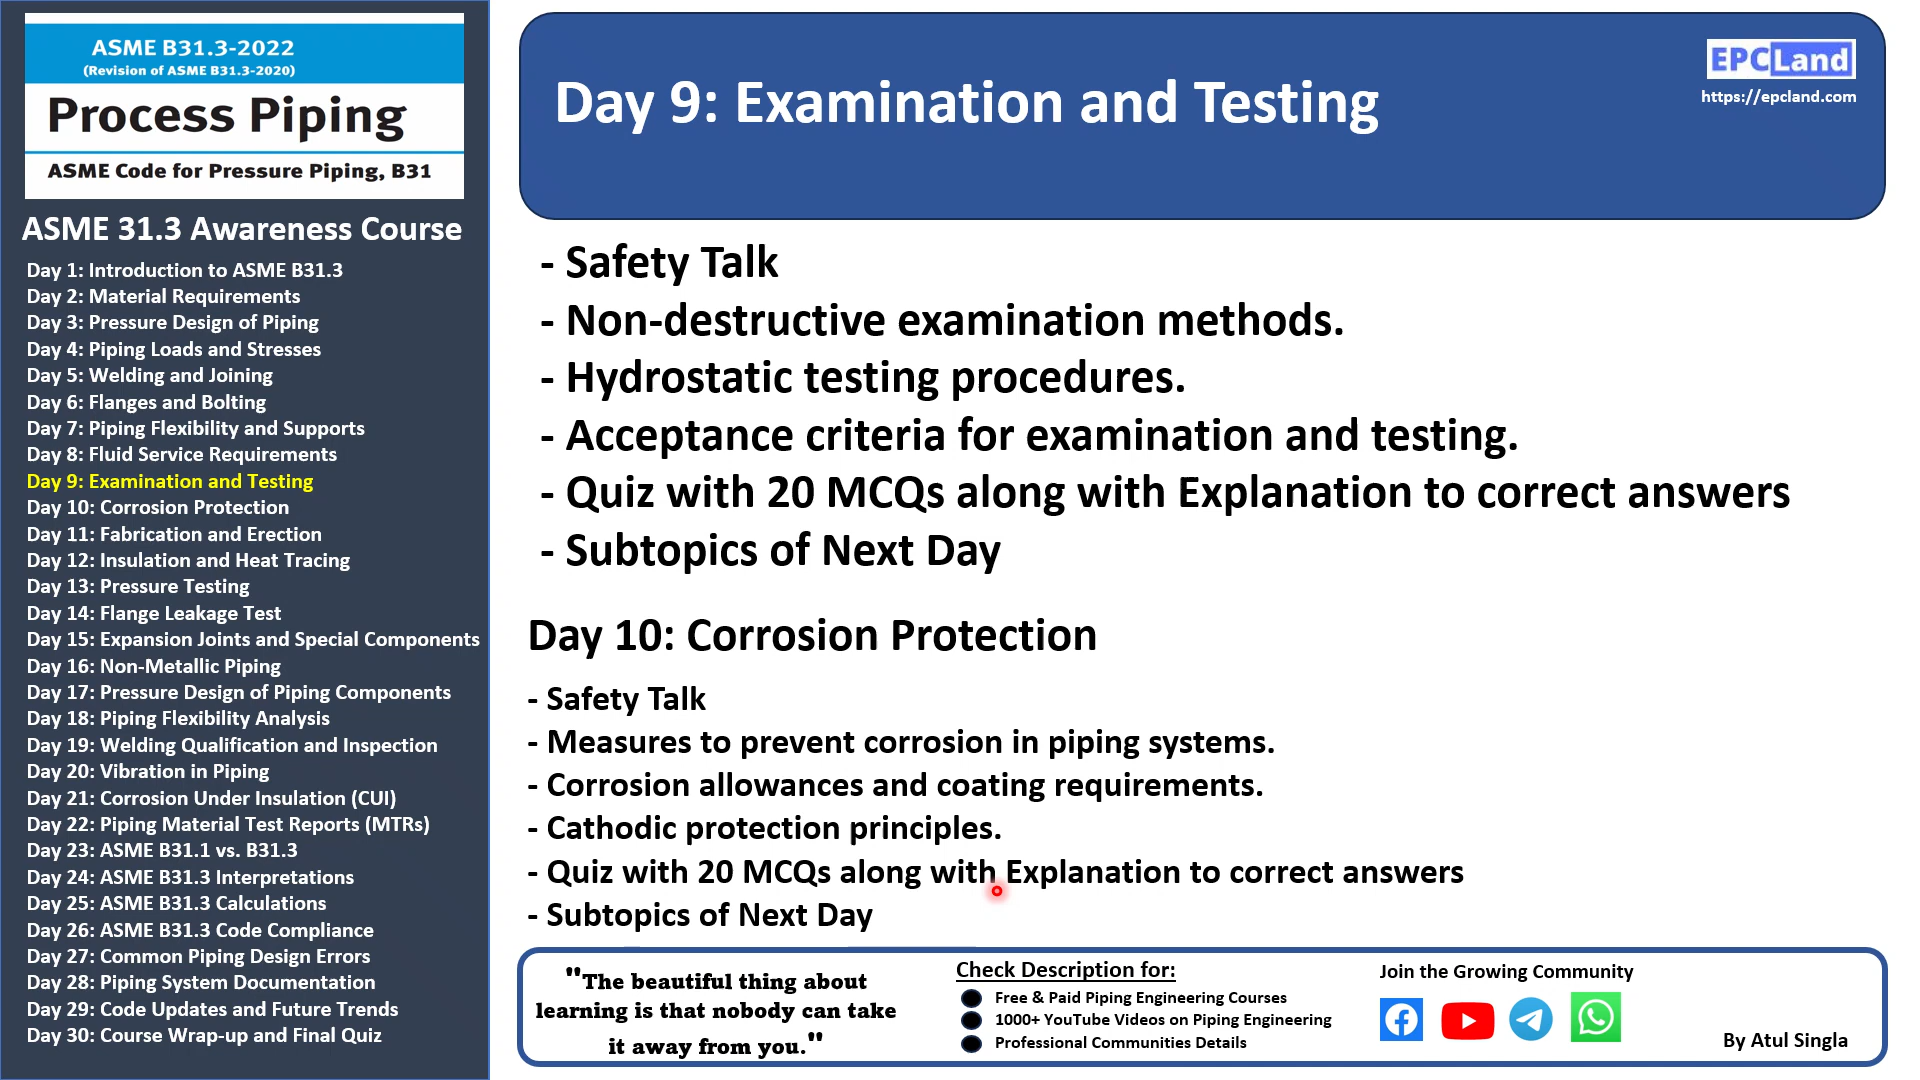 ASME B31.3-2022
(Revision of ASME B31.3-2020)
Process Piping
ASME Code for Pressure Piping, B31
ASME 31.3 Awareness Course
Day 1: Introduction to ASME B31.3
Day 2: Material Requirements
Day 3: Pressure Design of Piping
Day 4: Piping Loads and Stresses
Day 5: Welding and Joining
Day 6: Flanges and Bolting
Day 7: Piping Flexibility and Supports
Day 8: Fluid Service Requirements
Day 9: Examination and Testing
Day 10: Corrosion Protection
Day 11: Fabrication and Erection
Day 12: Insulation and Heat Tracing
Day 13: Pressure Testing
Day 14: Flange Leakage Test
Day 15: Expansion Joints and Special Components
Day 16: Non-Metallic Piping
Day 17: Pressure Design of Piping Components
Day 18: Piping Flexibility Analysis
Day 19: Welding Qualification and Inspection
Day 20: Vibration in Piping
Day 21: Corrosion Under Insulation (CUI)
Day 22: Piping Material Test Reports (MTRs)
Day 23: ASME B31.1 vs. B31.3
Day 24: ASME B31.3 Interpretations
Day 25: ASME B31.3 Calculations
Day 26: ASME B31.3 Code Compliance
Day 27: Common Piping Design Errors
Day 28: Piping System Documentation
Day 29: Code Updates and Future Trends
Day 30: Course Wrap-up and Final Quiz
Day 9: Examination and Testing
EPCLand
https://epcland.com
- Safety Talk
- Non-destructive examination methods.
- Hydrostatic testing procedures.
- Acceptance criteria for examination and testing.
- Quiz with 20 MCQs along with Explanation to correct answers
- Subtopics of Next Day
Day 10: Corrosion Protection
- Safety Talk
- Measures to prevent corrosion in piping systems.
- Corrosion allowances and coating requirements.
- Cathodic protection principles.
- Quiz with 20 MCQs along with Explanation to correct answers
- Subtopics of Next Day
"The beautiful thing about
learning is that nobody can take
it away from you."
Check Description for:
Free & Paid Piping Engineering Courses
1000+ YouTube Videos on Piping Engineering
Professional Communities Details
Join the Growing Community
By Atul Singla